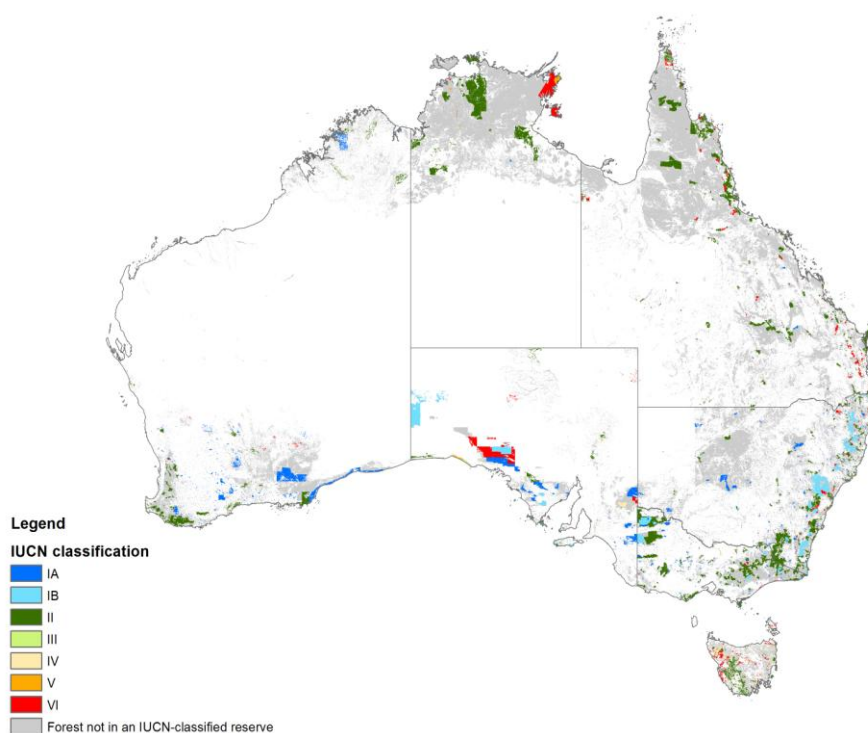 Legend
IUCN classification
IA
IB
II
III
IV
V
VI
Forest not in an IUCN-classified reserve